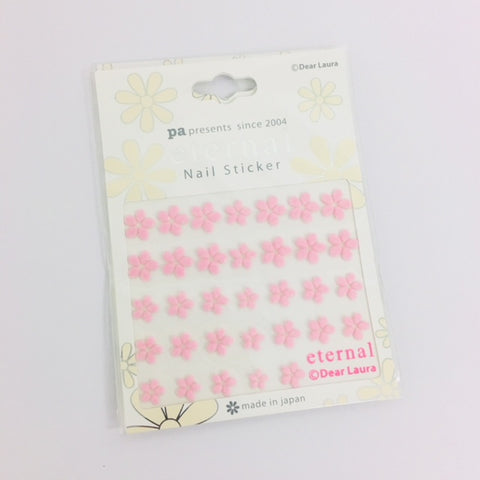 ©Dear Laura
pa presents since 2004
eternal
Nail Sticker
eternal
©Dear Laura
made in japan